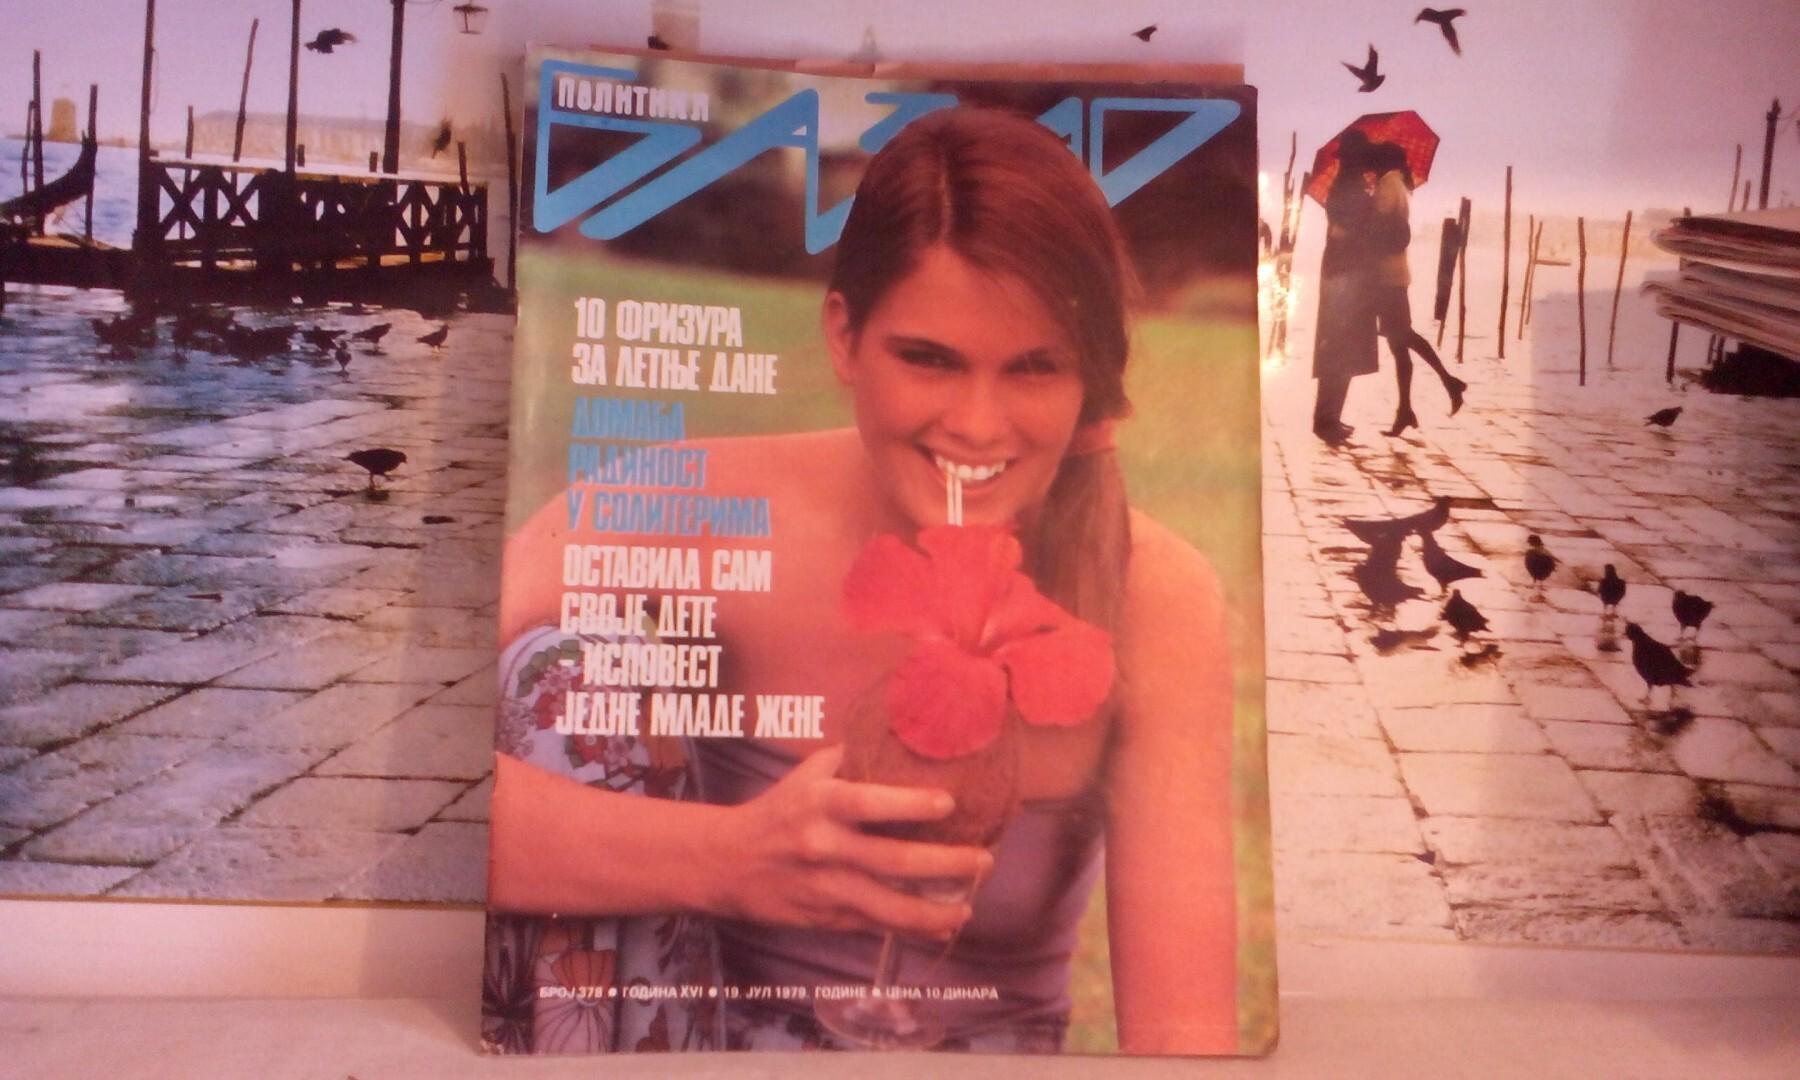 ПОЛИТИКА
БАЗАР
10 ФРИЗУРА
ЗА ЛЕТЊЕ ДАНЕ
ДОМАЋА
РАДИНОСТ
У СОЛИТЕРИМА
ОСТАВИЛА САМ
СВОЈЕ ДЕТЕ
- ИСПОВЕСТ
ЈЕДНЕ МЛАДЕ ЖЕНЕ
БРОЈ 378 ● ГОДИНА XVI ● 19. ЈУЛ 1979. ГОДИНЕ ● ЦЕНА 10 ДИНАРА